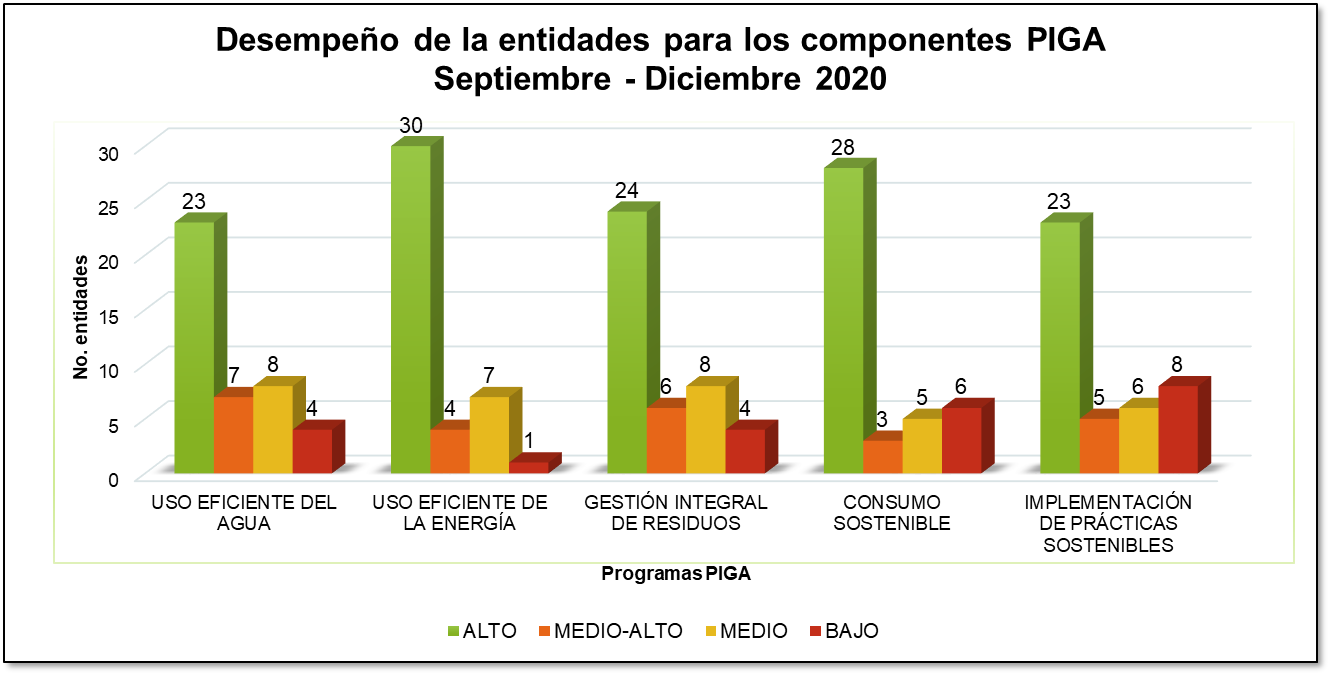 Desempeño de la entidades para los componentes PIGA
Septiembre - Diciembre 2020
No. entidades
30
25
20
15
10
5
0
23
7
8
4
30
4
7
1
24
6
8
4
28
3
5
6
23
5
6
8
USO EFICIENTE DEL
AGUA
USO EFICIENTE DE
LA ENERGÍA
GESTIÓN INTEGRAL
DE RESIDUOS
CONSUMO
SOSTENIBLE
IMPLEMENTACIÓN
DE PRÁCTICAS
SOSTENIBLES
Programas PIGA
ALTO MEDIO-ALTO MEDIO BAJO